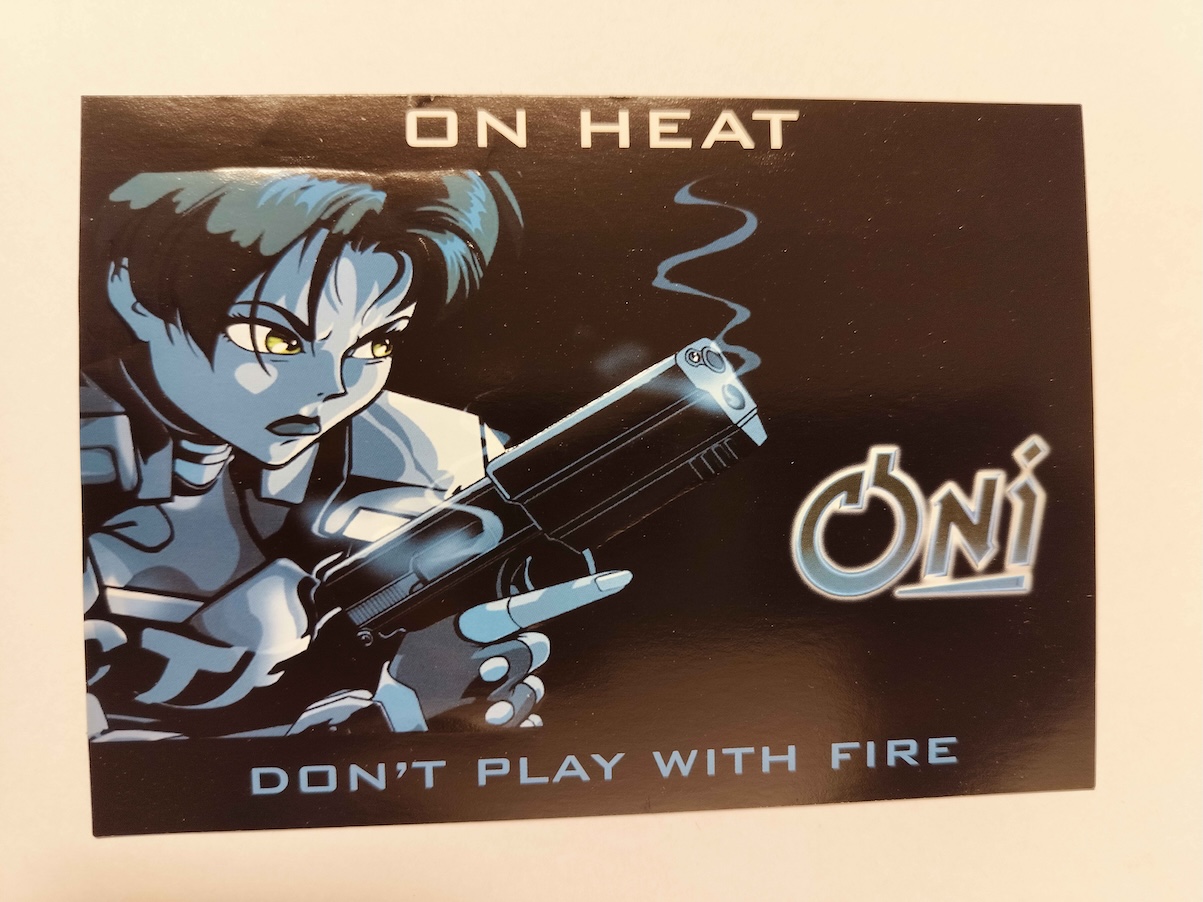 ON HEAT
Oni
DON'T PLAY WITH FIRE